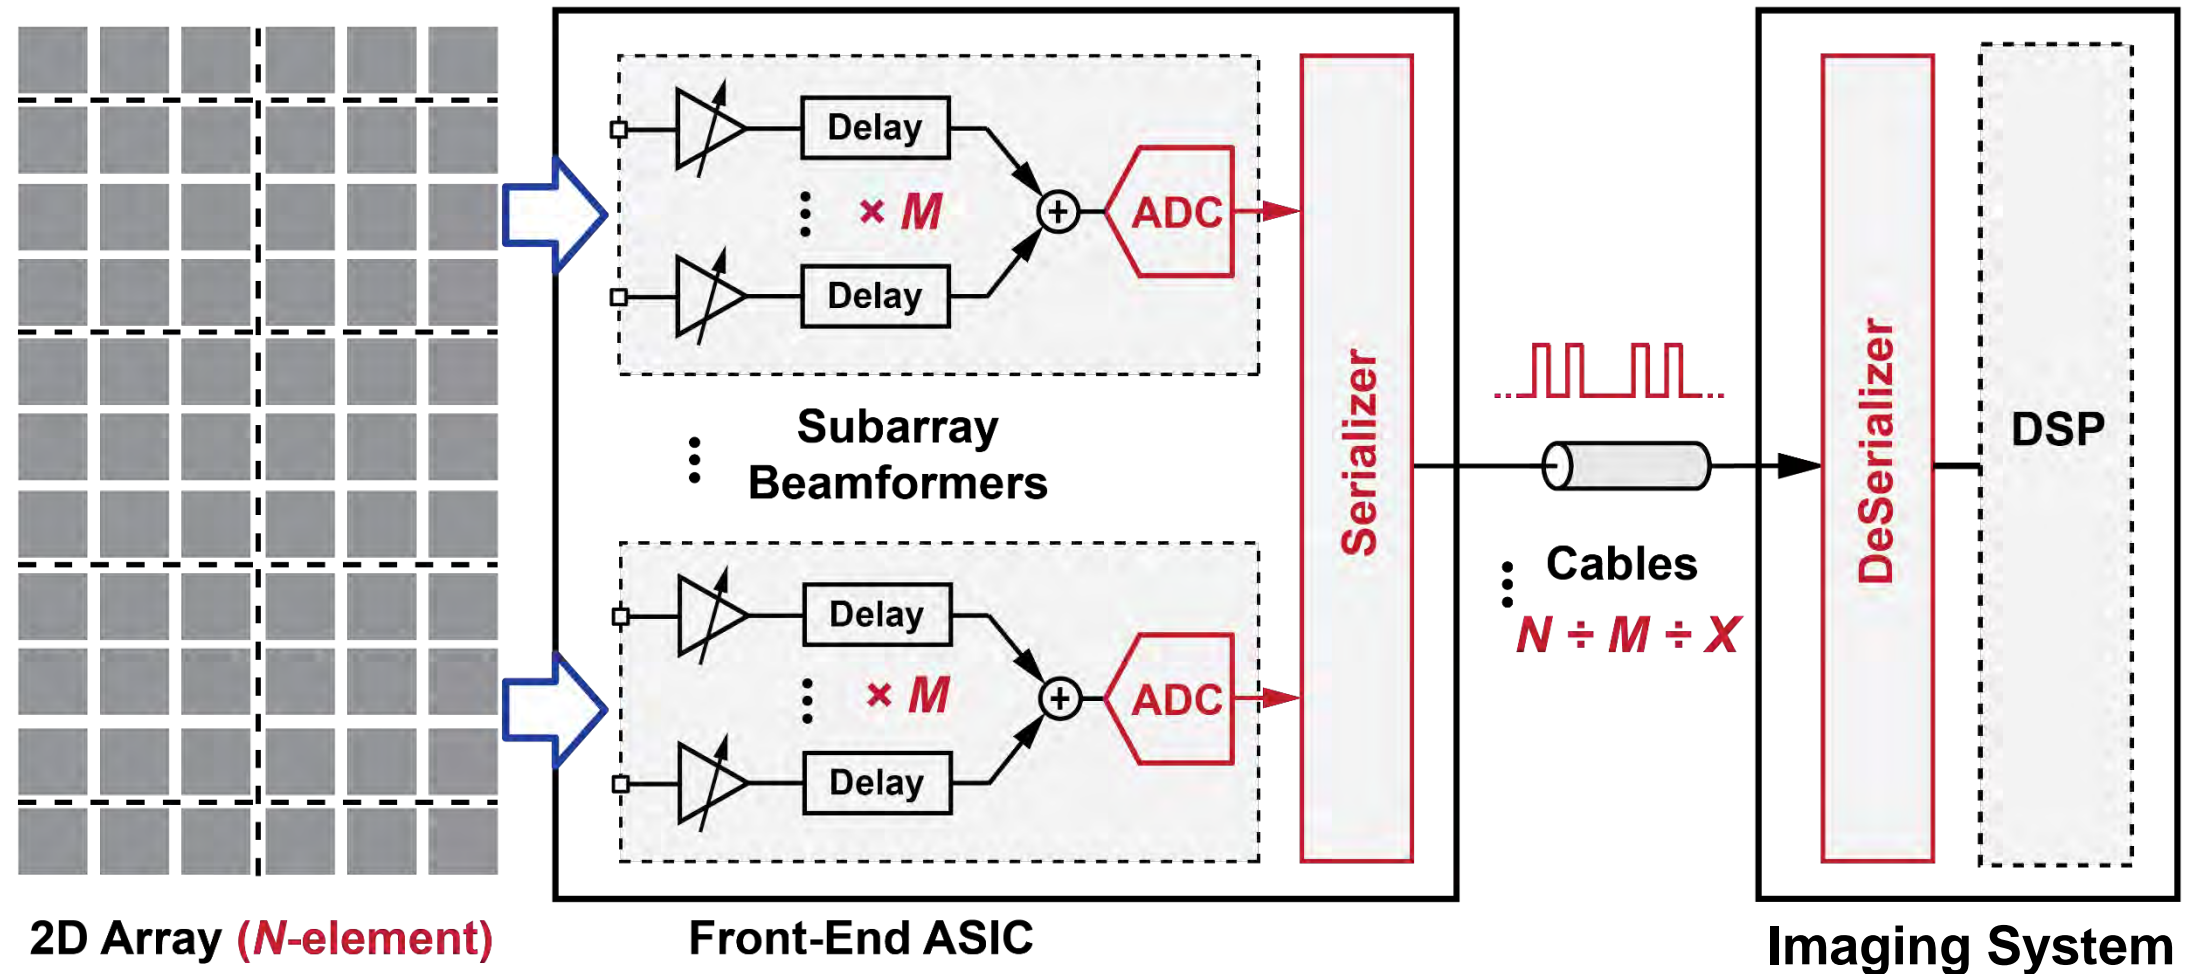 Delay
× M
Delay
ADC
Subarray
Beamformers
Delay
× M
Delay
ADC
Serializer
Cables
N ÷ M ÷ X
DeSerializer
DSP
2D Array (N-element)
Front-End ASIC
Imaging System